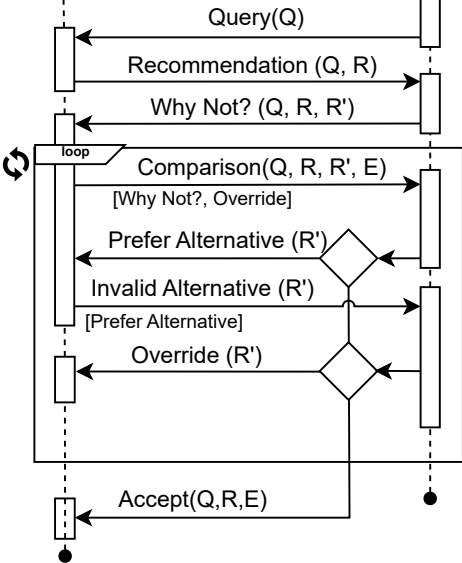 Query(Q)
Recommendation (Q, R)
Why Not? (Q, R, R')
loop
Comparison(Q, R, R', E)
[Why Not?, Override]
Prefer Alternative (R')
Invalid Alternative (R')
[Prefer Alternative]
Override (R')
Accept(Q,R,E)